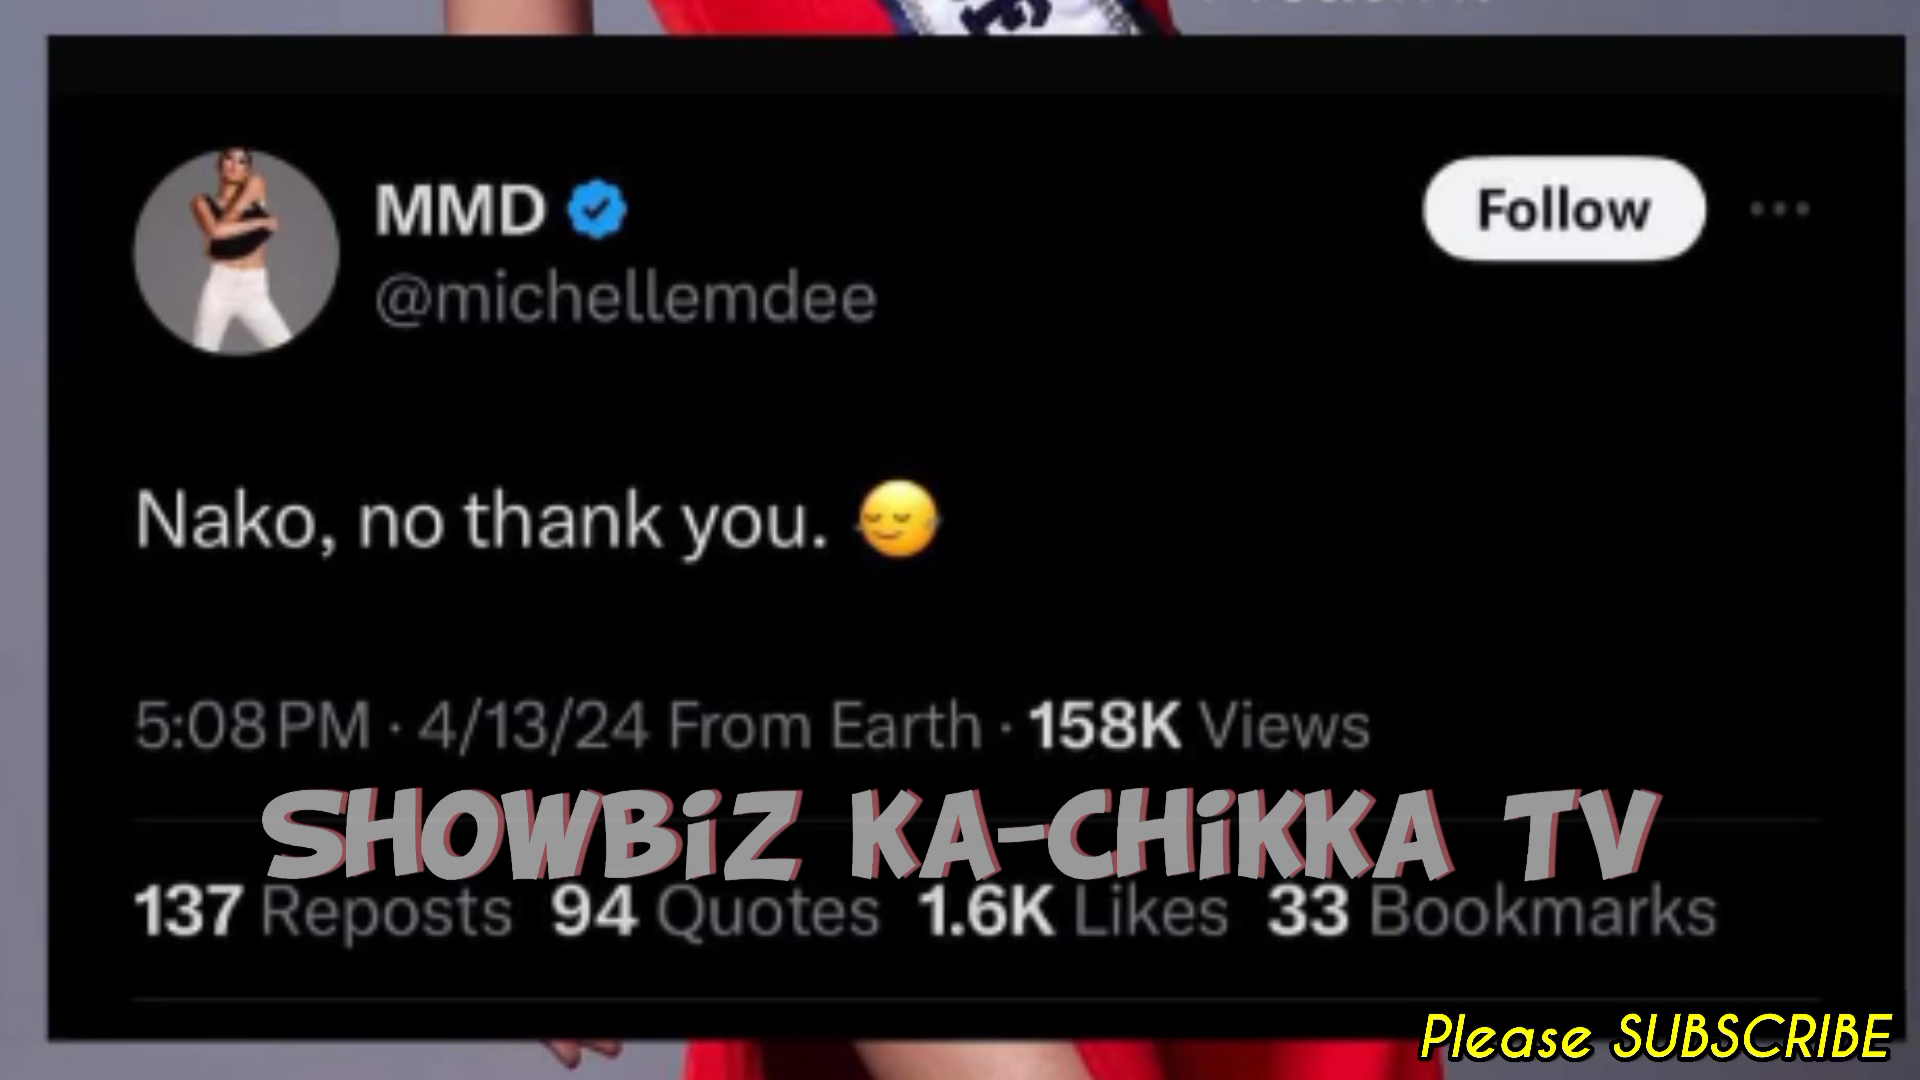 MMD
Follow
@michellemdee
Nako, no thank you. 😌
5:08 PM · 4/13/24 From Earth · 158K Views
SHOWBiZ KA-CHiKKA TV
137 Reposts 94 Quotes 1.6K Likes 33 Bookmarks
Please SUBSCRIBE